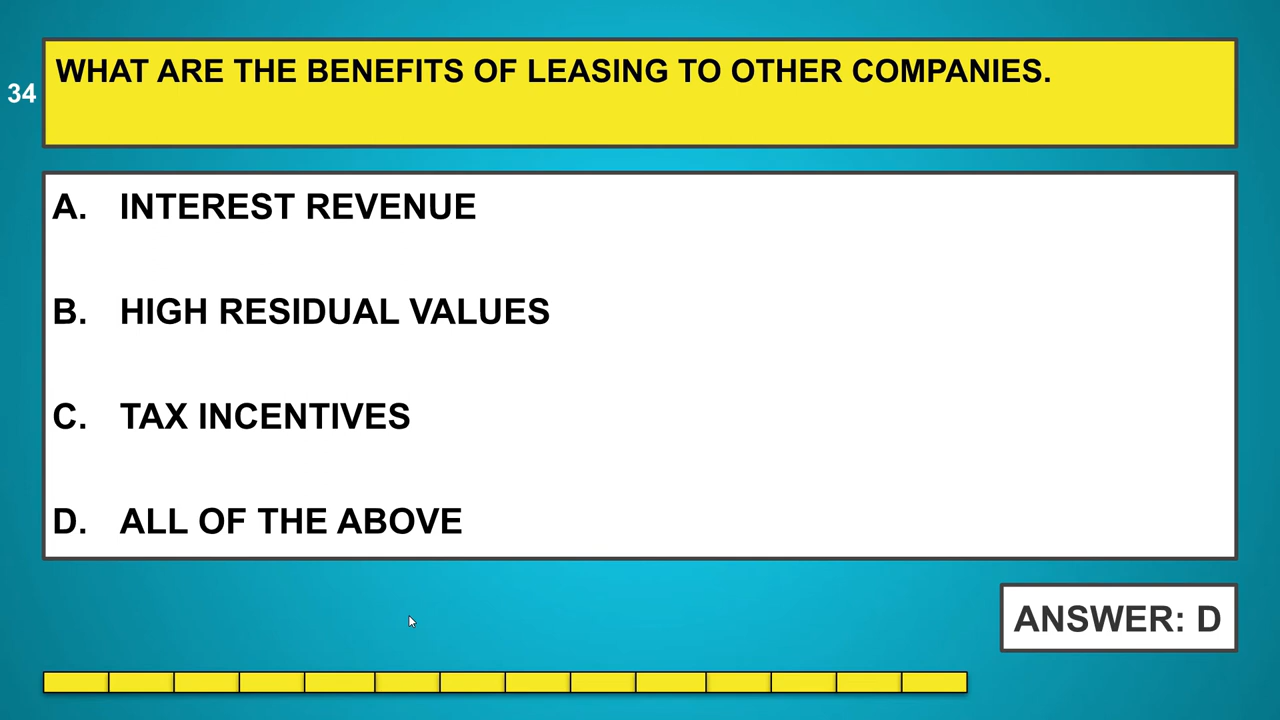 WHAT ARE THE BENEFITS OF LEASING TO OTHER COMPANIES.
34
A. INTEREST REVENUE
B. HIGH RESIDUAL VALUES
C. TAX INCENTIVES
D. ALL OF THE ABOVE
ANSWER: D